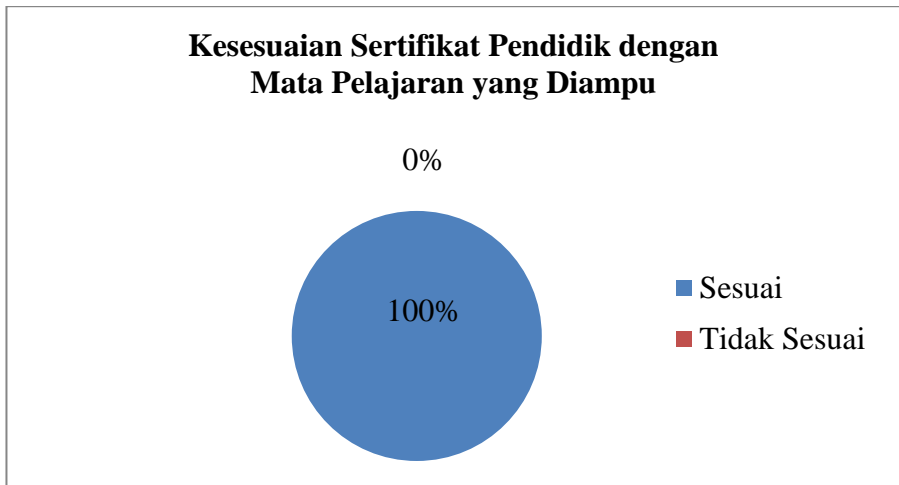 Kesesuaian Sertifikat Pendidik dengan
Mata Pelajaran yang Diampu
0%
100%
Sesuai
Tidak Sesuai